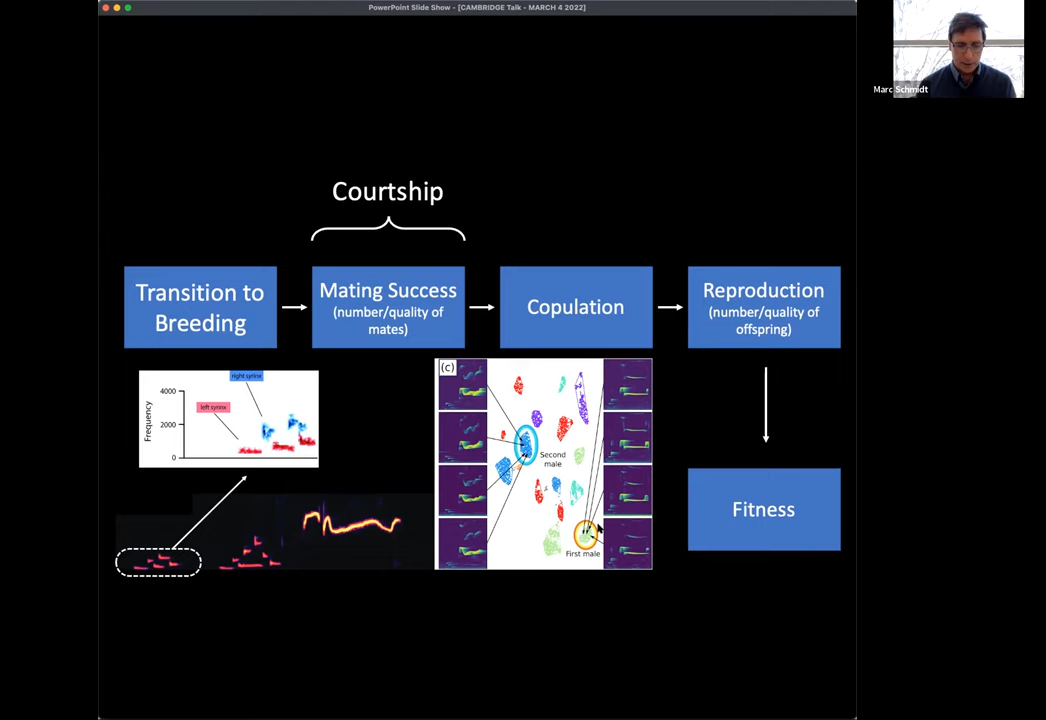 PowerPoint Slide Show - [CAMBRIDGE Talk - MARCH 4 2022]
Marc Schmidt
Courtship
Transition to
Breeding
Mating Success
(number/quality of
mates)
Copulation
Reproduction
(number/quality of
offspring)
right syrinx
left syrinx
Frequency
4000
2000
0
(c)
Second
male
First male
Fitness